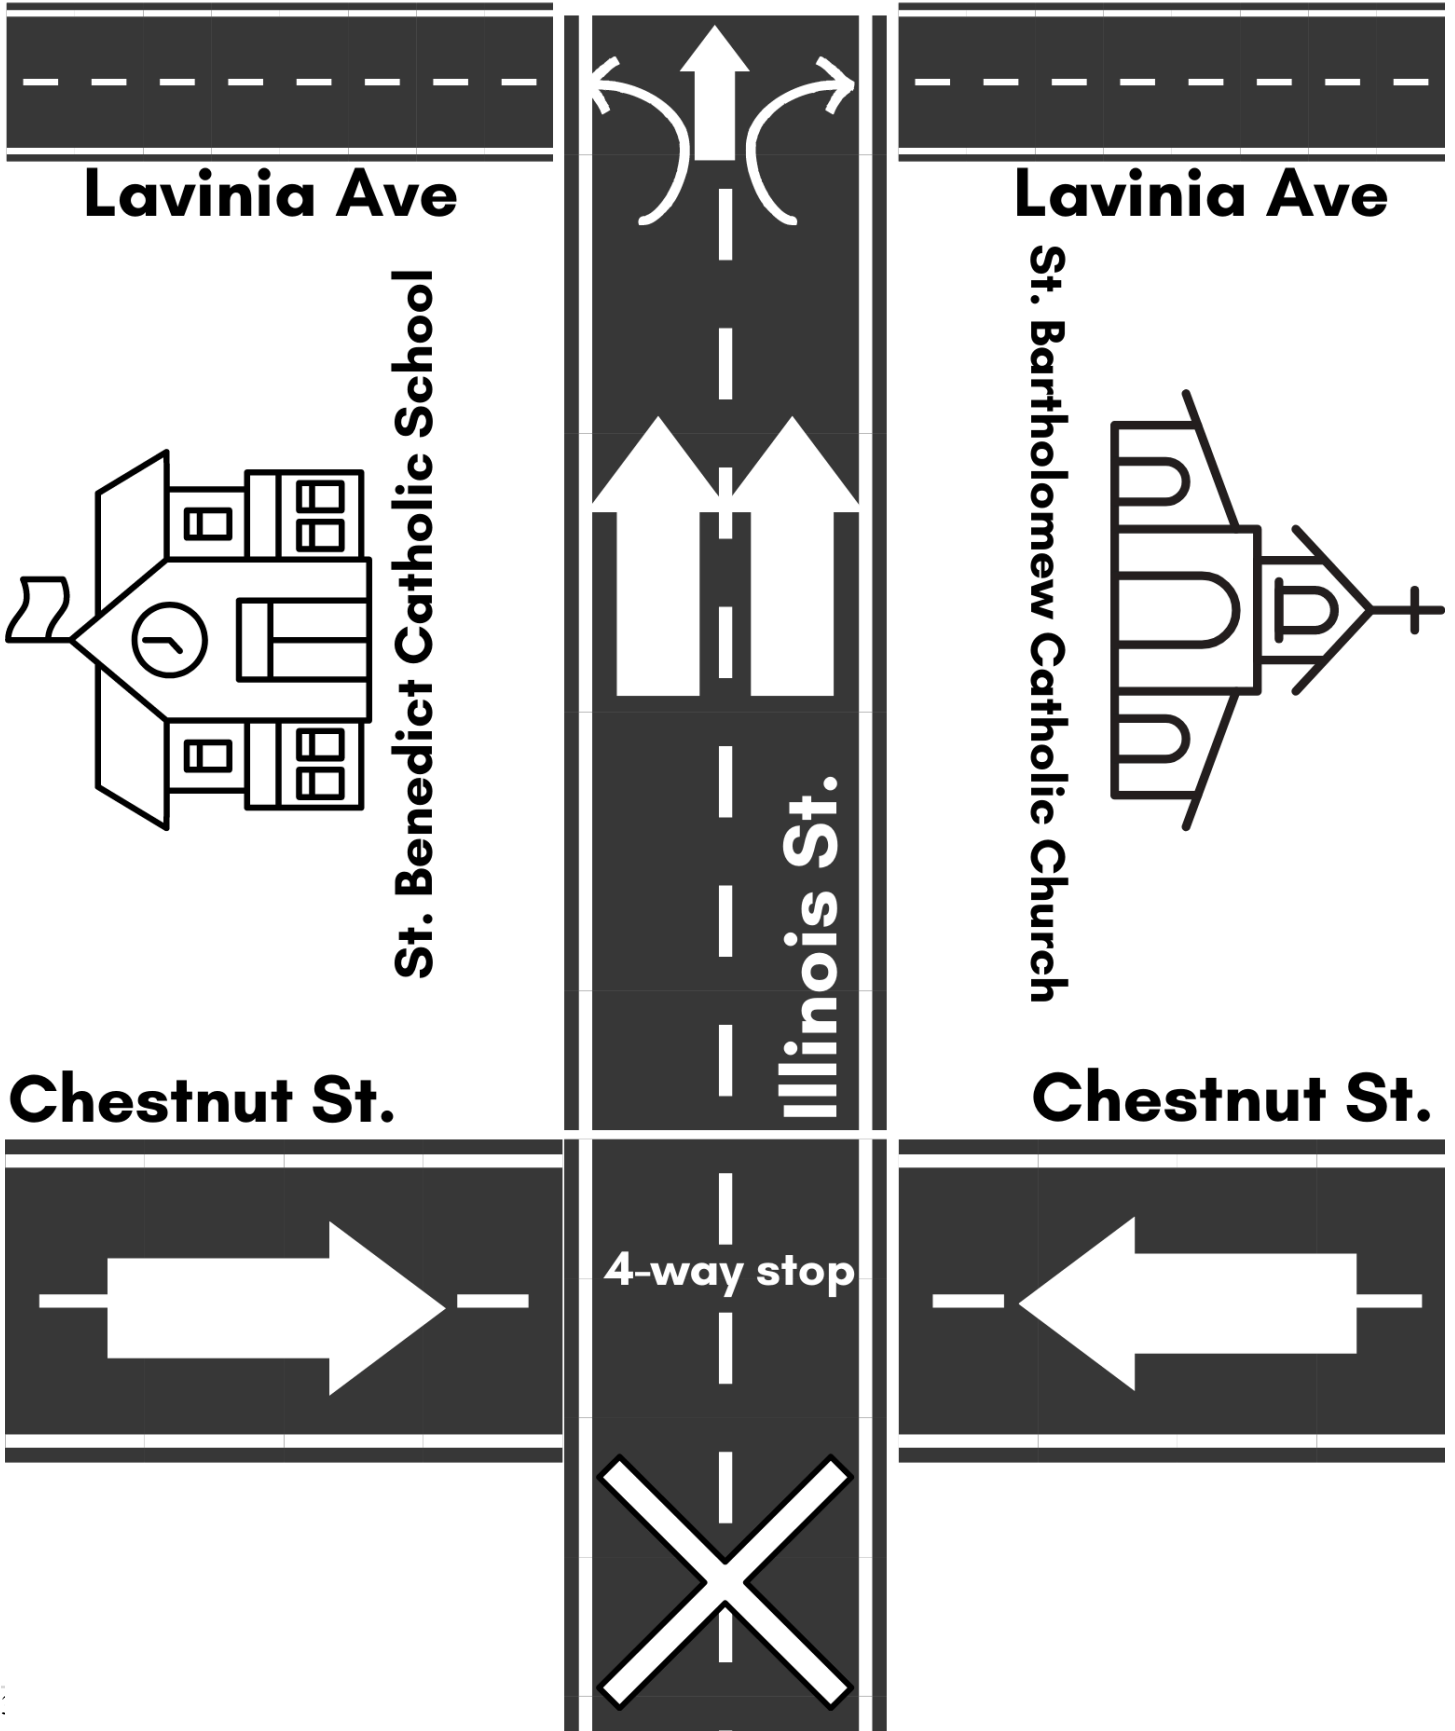 Lavinia Ave
Lavinia Ave
St. Benedict Catholic School
St. Bartholomew Catholic Church
Illinois St.
Chestnut St.
Chestnut St.
4-way stop